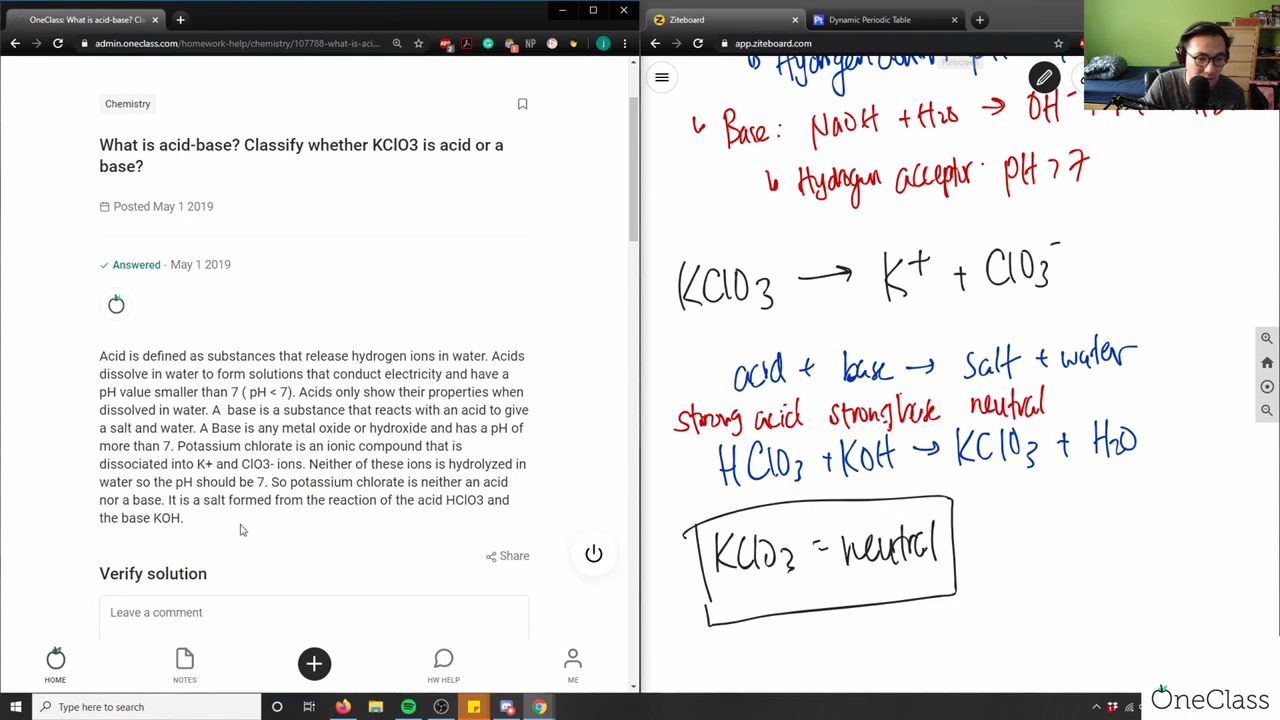 OneClass: What is acid-base? Cl
Ziteboard
Dynamic Periodic Table
admin.oneclass.com/homework-help/chemistry/107788-what-is-aci...
app.ziteboard.com
Chemistry
What is acid-base? Classify whether KClO3 is acid or a
base?
Posted May 1 2019
Answered · May 1 2019
Acid is defined as substances that release hydrogen ions in water. Acids
dissolve in water to form solutions that conduct electricity and have a
pH value smaller than 7 ( pH < 7). Acids only show their properties when
dissolved in water. A  base is a substance that reacts with an acid to give
a salt and water. A Base is any metal oxide or hydroxide and has a pH of
more than 7. Potassium chlorate is an ionic compound that is
dissociated into K+ and ClO3- ions. Neither of these ions is hydrolyzed in
water so the pH should be 7. So potassium chlorate is neither an acid
nor a base. It is a salt formed from the reaction of the acid HClO3 and
the base KOH.
Share
Verify solution
Leave a comment
HOME
NOTES
HW HELP
ME
Hydrogen
Base: NaOH + H2O → OH-
Hydrogen acceptor pH > 7
KClO3 → K+ + ClO3-
acid + base → salt + water
strong acid strong base neutral
HClO3 + KOH → KClO3 + H2O
KClO3 = neutral
Type here to search
OneClass